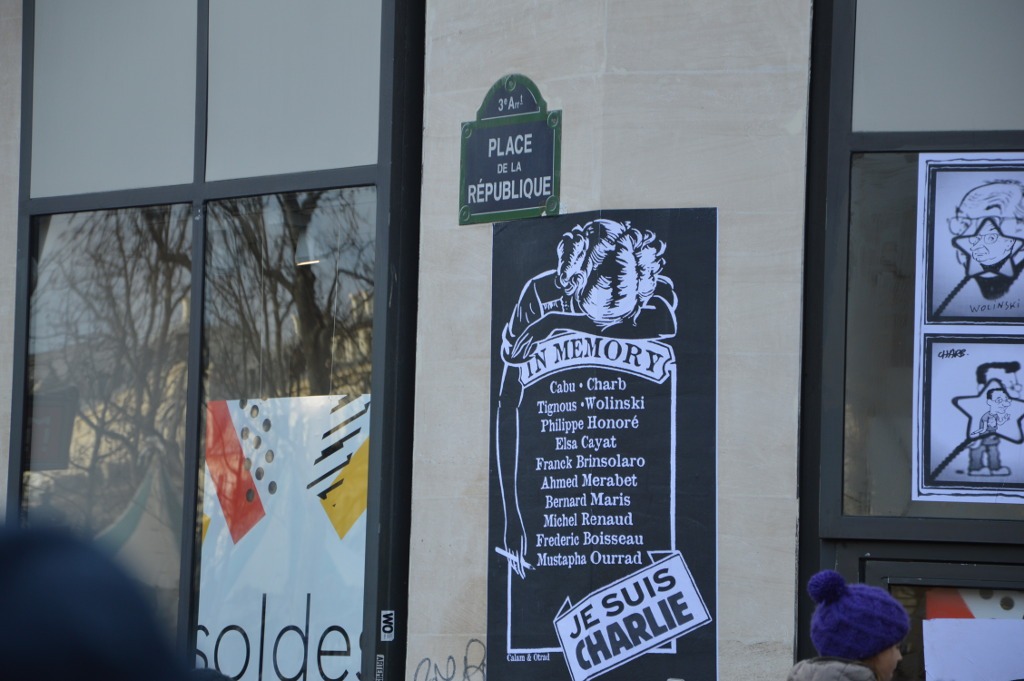 3e Arrt
PLACE
DE LA
RÉPUBLIQUE
IN MEMORY
Cabu • Charb
Tignous • Wolinski
Philippe Honoré
Elsa Cayat
Franck Brinsolaro
Ahmed Merabet
Bernard Maris
Michel Renaud
Frederic Boisseau
Mustapha Ourrad
JE SUIS
CHARLIE
Calam & Otrad
soldes
WO
WOLINSKI
CHARB.